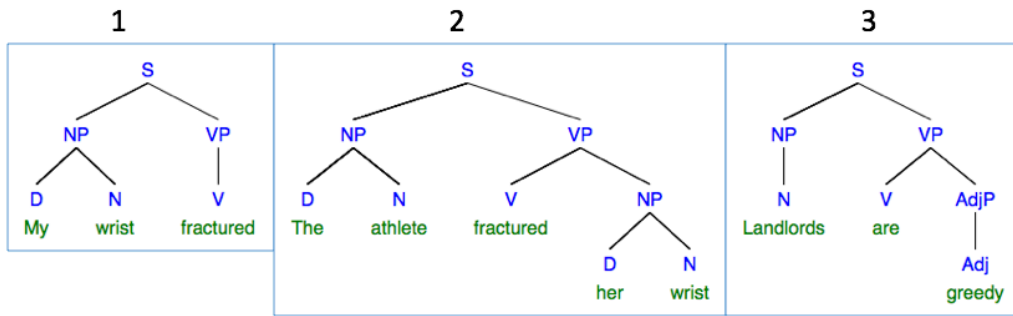 1 2 3
S S S
NP VP NP VP NP VP
D N V D N V NP N V AdjP
My wrist fractured The athlete fractured Landlords are
D N Adj
her wrist greedy